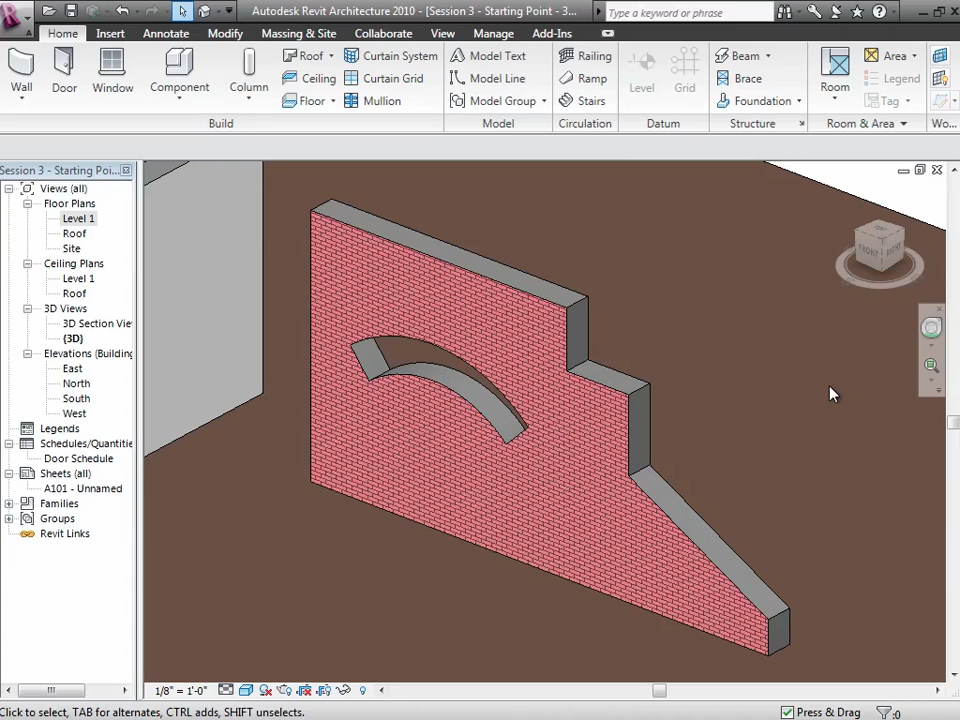 Autodesk Revit Architecture 2010 - [Session 3 - Starting Point - 3...
Type a keyword or phrase
Home Insert Annotate Modify Massing & Site Collaborate View Manage Add-Ins
Wall Door Window Component Column
Roof Ceiling Floor
Curtain System Curtain Grid Mullion
Model Text Model Line Model Group
Railing Ramp Stairs
Level Grid
Beam Brace Foundation
Room
Area Legend Tag
Build Model Circulation Datum Structure Room & Area Wo...
Session 3 - Starting Poi...
Views (all)
Floor Plans
Level 1
Roof
Site
Ceiling Plans
Level 1
Roof
3D Views
3D Section Vie
{3D}
Elevations (Building
East
North
South
West
Legends
Schedules/Quantitie
Door Schedule
Sheets (all)
A101 - Unnamed
Families
Groups
Revit Links
FRONT RIGHT
1/8" = 1'-0"
Click to select, TAB for alternates, CTRL adds, SHIFT unselects.
Press & Drag
:0